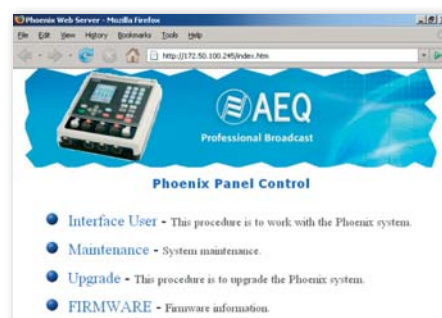 Phoenix Web Server - Mozilla Firefox
File Edit View History Bookmarks Tools Help
http://172.50.100.245/index.htm
AEQ
Professional Broadcast
Phoenix Panel Control
Interface User - This procedure is to work with the Phoenix system.
Maintenance - System maintenance.
Upgrade - This procedure is to upgrade the Phoenix system.
FIRMWARE - Firmware information.